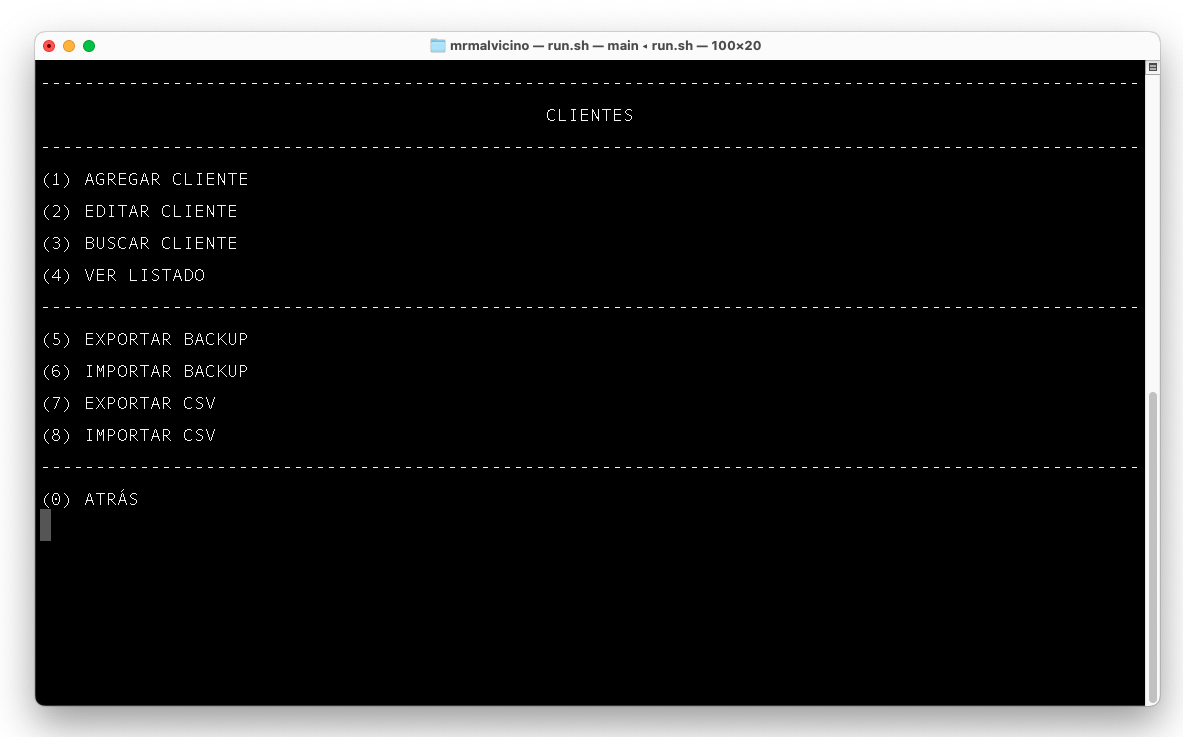 mrmalvicino — run.sh — main ◂ run.sh — 100×20
----------------------------------------------------------------------------------------------------
CLIENTES
----------------------------------------------------------------------------------------------------
(1) AGREGAR CLIENTE
(2) EDITAR CLIENTE
(3) BUSCAR CLIENTE
(4) VER LISTADO
----------------------------------------------------------------------------------------------------
(5) EXPORTAR BACKUP
(6) IMPORTAR BACKUP
(7) EXPORTAR CSV
(8) IMPORTAR CSV
----------------------------------------------------------------------------------------------------
(0) ATRÁS